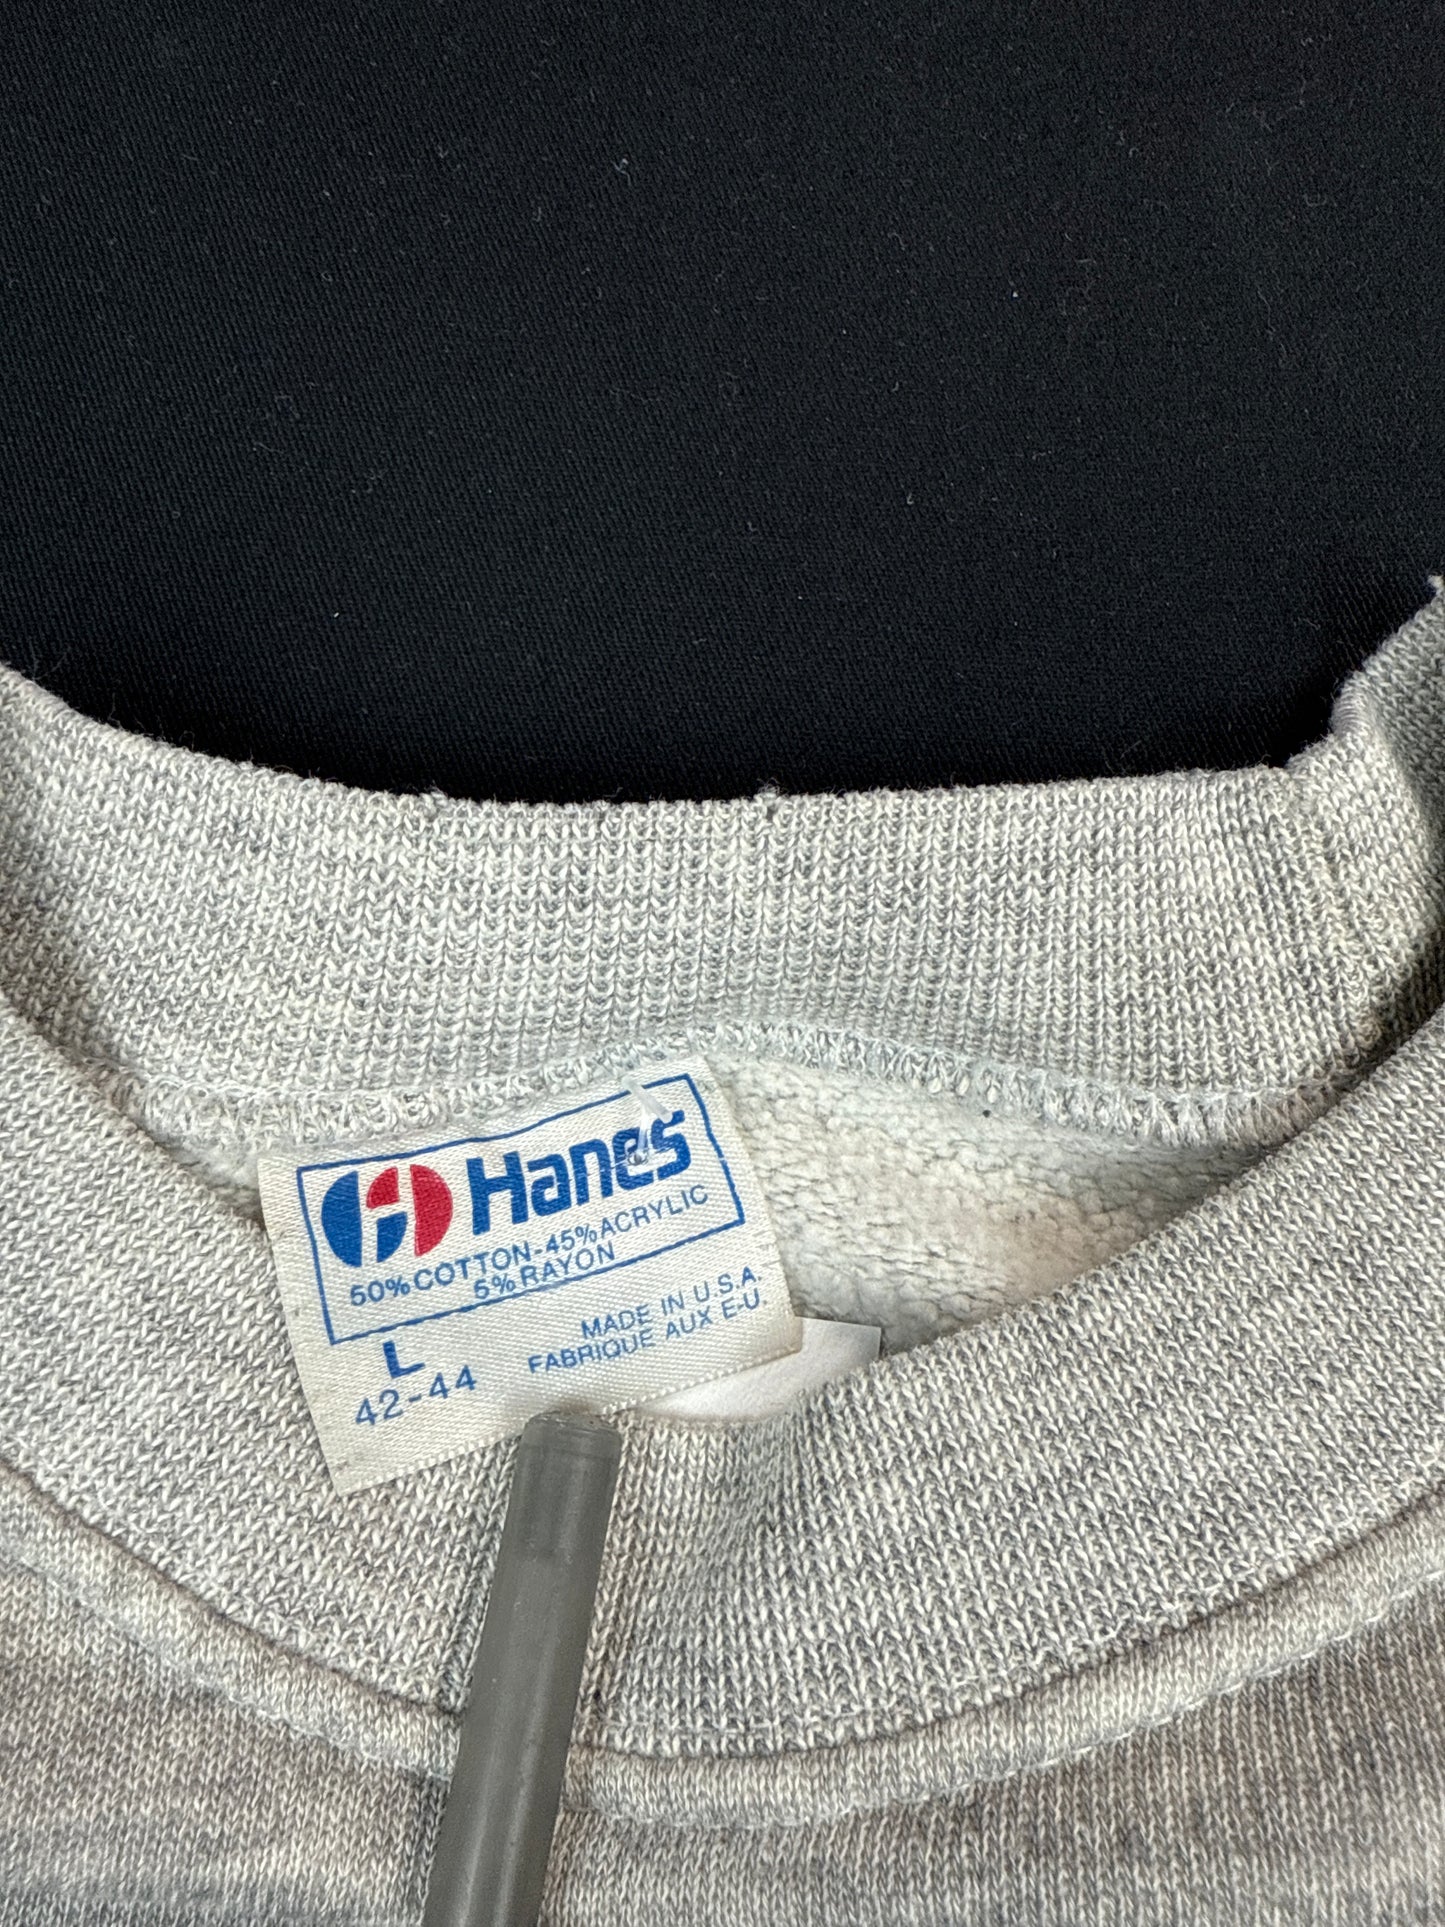 Hanes
50% COTTON-45% ACRYLIC
5% RAYON
MADE IN U.S.A.
FABRIQUE AUX E-U.
L
42-44